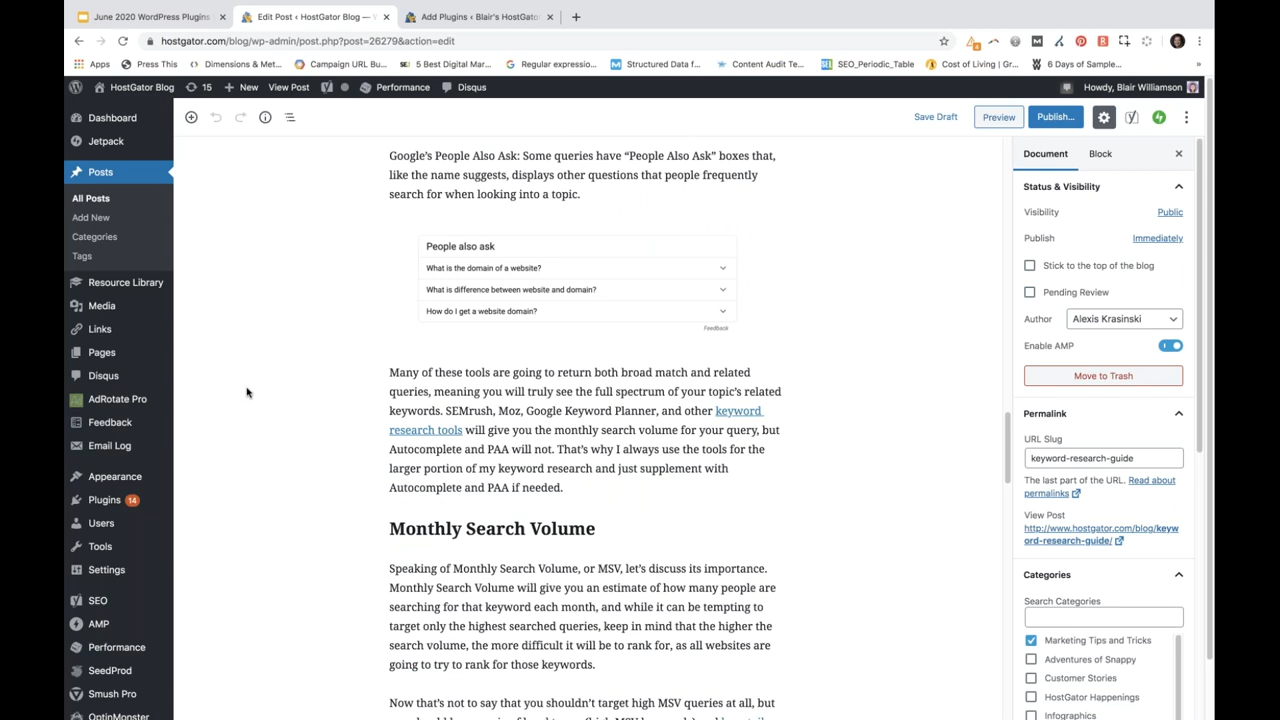 June 2020 WordPress Plugins
Edit Post ‹ HostGator Blog — W
Add Plugins ‹ Blair's HostGator
hostgator.com/blog/wp-admin/post.php?post=26279&action=edit
Apps
Press This
Dimensions & Met...
Campaign URL Bu...
5 Best Digital Mar...
Regular expressio...
Structured Data f...
Content Audit Te...
SEO_Periodic_Table
Cost of Living | Gr...
6 Days of Sample...
»
HostGator Blog
15
New
View Post
Performance
Disqus
Howdy, Blair Williamson
Dashboard
Jetpack
Posts
All Posts
Add New
Categories
Tags
Resource Library
Media
Links
Pages
Disqus
AdRotate Pro
Feedback
Email Log
Appearance
Plugins 14
Users
Tools
Settings
SEO
AMP
Performance
SeedProd
Smush Pro
OptinMonster
Save Draft
Preview
Publish...
Google's People Also Ask: Some queries have “People Also Ask” boxes that,
like the name suggests, displays other questions that people frequently
search for when looking into a topic.
People also ask
What is the domain of a website?
What is difference between website and domain?
How do I get a website domain?
Feedback
Many of these tools are going to return both broad match and related
queries, meaning you will truly see the full spectrum of your topic's related
keywords. SEMrush, Moz, Google Keyword Planner, and other keyword
research tools will give you the monthly search volume for your query, but
Autocomplete and PAA will not. That's why I always use the tools for the
larger portion of my keyword research and just supplement with
Autocomplete and PAA if needed.
Monthly Search Volume
Speaking of Monthly Search Volume, or MSV, let's discuss its importance.
Monthly Search Volume will give you an estimate of how many people are
searching for that keyword each month, and while it can be tempting to
target only the highest searched queries, keep in mind that the higher the
search volume, the more difficult it will be to rank for, as all websites are
going to try to rank for those keywords.
Now that's not to say that you shouldn't target high MSV queries at all, but
Document
Block
Status & Visibility
Visibility
Public
Publish
Immediately
Stick to the top of the blog
Pending Review
Author
Alexis Krasinski
Enable AMP
Move to Trash
Permalink
URL Slug
keyword-research-guide
The last part of the URL. Read about
permalinks
View Post
http://www.hostgator.com/blog/keyw
ord-research-guide/
Categories
Search Categories
Marketing Tips and Tricks
Adventures of Snappy
Customer Stories
HostGator Happenings
Infographics